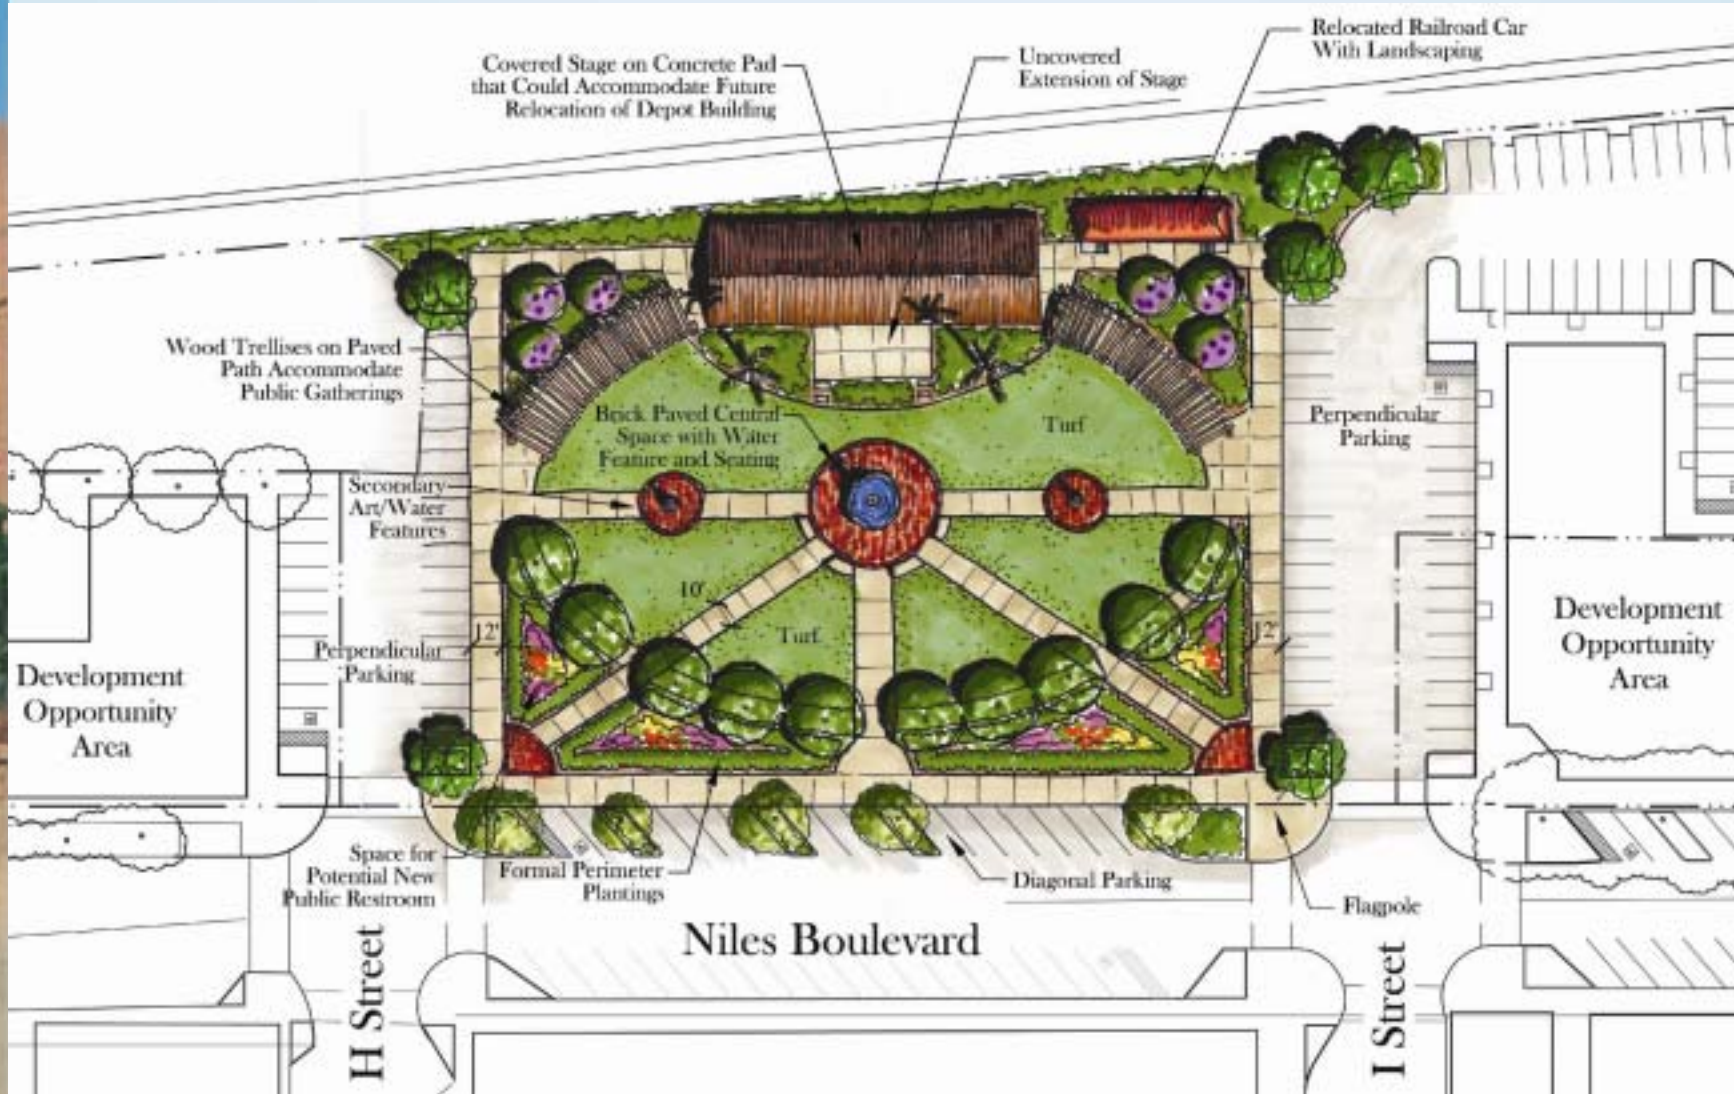 Relocated Railroad Car
With Landscaping
Uncovered
Extension of Stage
Covered Stage on Concrete Pad
that Could Accommodate Future
Relocation of Depot Building
Wood Trellises on Paved
Path Accommodate
Public Gatherings
Brick Paved Central
Space with Water
Feature and Seating
Turf
Perpendicular
Parking
Secondary
Art/Water
Features
10'
12'
Turf
12'
Perpendicular
Parking
Development
Opportunity
Area
Development
Opportunity
Area
Space for
Potential New
Public Restroom
Formal Perimeter
Plantings
Diagonal Parking
Flagpole
Niles Boulevard
H Street
I Street